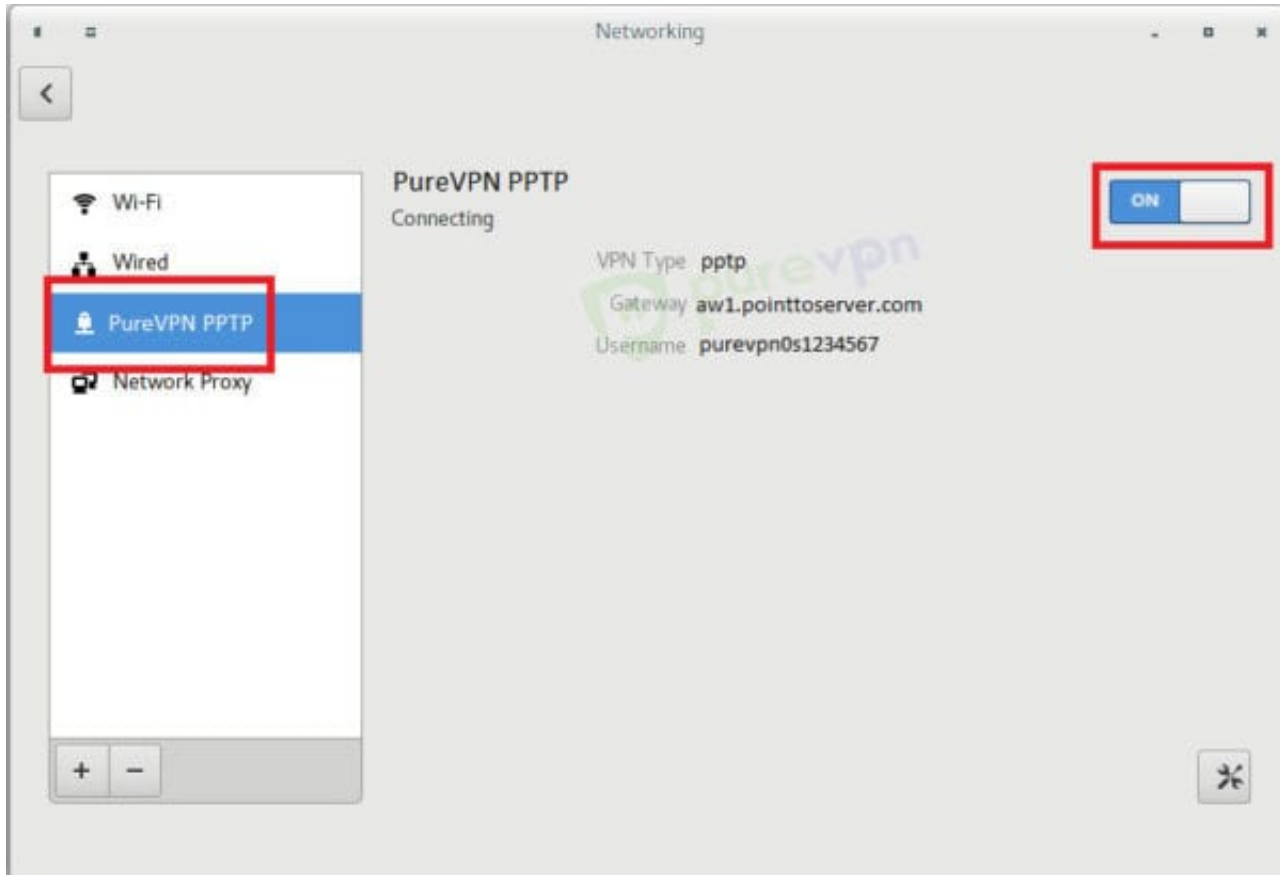 Networking
Wi-Fi
Wired
PureVPN PPTP
Network Proxy
PureVPN PPTP
Connecting
ON
VPN Type pptp
Gateway aw1.pointtoserver.com
Username purevpn0s1234567
purevpn